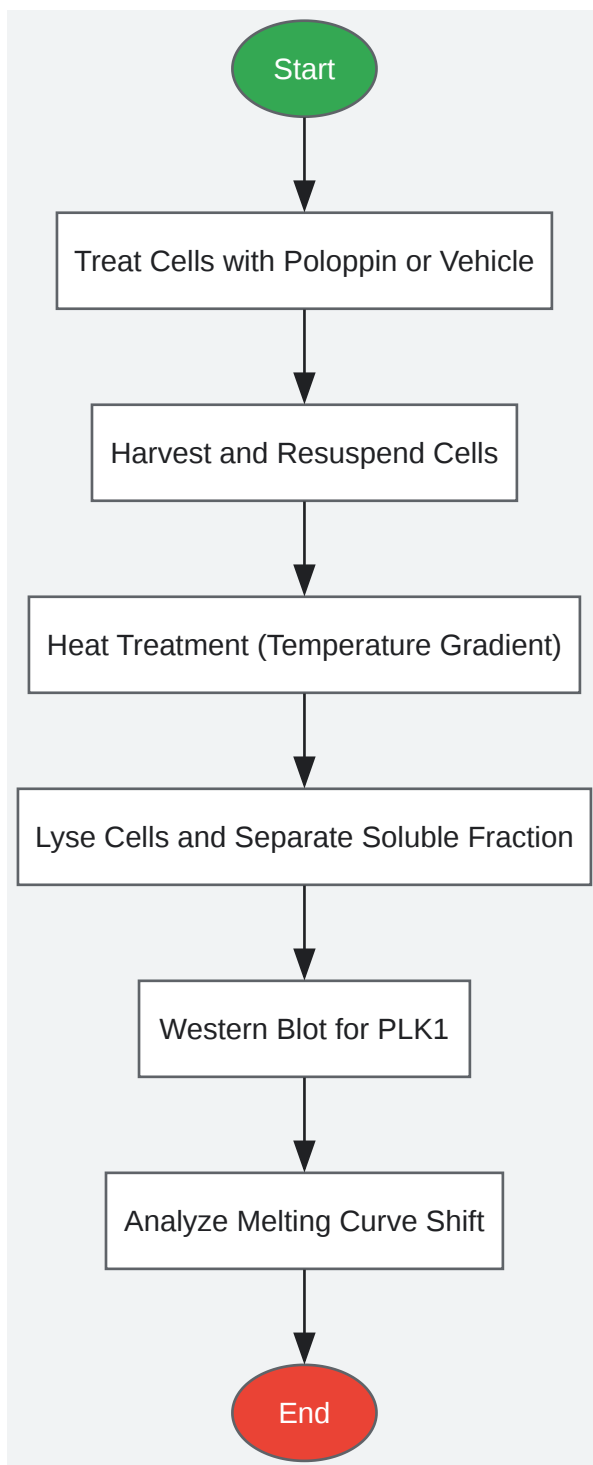 Start
Treat Cells with Poloppin or Vehicle
Harvest and Resuspend Cells
Heat Treatment (Temperature Gradient)
Lyse Cells and Separate Soluble Fraction
Western Blot for PLK1
Analyze Melting Curve Shift
End